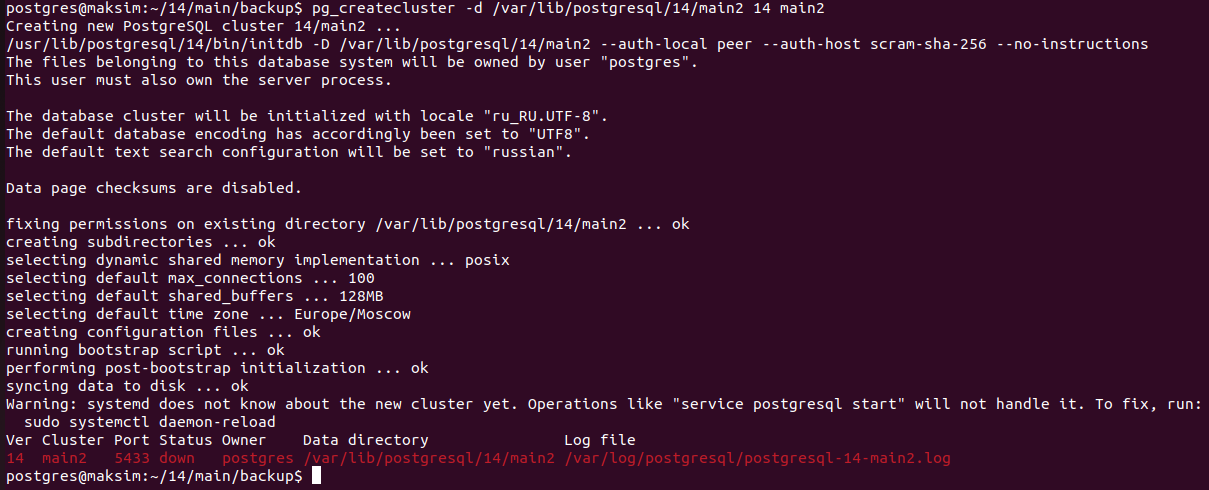 postgres@maksim:~/14/main/backup$ pg_createcluster -d /var/lib/postgresql/14/main2 14 main2
Creating new PostgreSQL cluster 14/main2 ...
/usr/lib/postgresql/14/bin/initdb -D /var/lib/postgresql/14/main2 --auth-local peer --auth-host scram-sha-256 --no-instructions
The files belonging to this database system will be owned by user "postgres".
This user must also own the server process.

The database cluster will be initialized with locale "ru_RU.UTF-8".
The default database encoding has accordingly been set to "UTF8".
The default text search configuration will be set to "russian".

Data page checksums are disabled.

fixing permissions on existing directory /var/lib/postgresql/14/main2 ... ok
creating subdirectories ... ok
selecting dynamic shared memory implementation ... posix
selecting default max_connections ... 100
selecting default shared_buffers ... 128MB
selecting default time zone ... Europe/Moscow
creating configuration files ... ok
running bootstrap script ... ok
performing post-bootstrap initialization ... ok
syncing data to disk ... ok
Warning: systemd does not know about the new cluster yet. Operations like "service postgresql start" will not handle it. To fix, run:
  sudo systemctl daemon-reload
Ver Cluster Port Status Owner    Data directory               Log file
14  main2   5433 down   postgres /var/lib/postgresql/14/main2 /var/log/postgresql/postgresql-14-main2.log
postgres@maksim:~/14/main/backup$